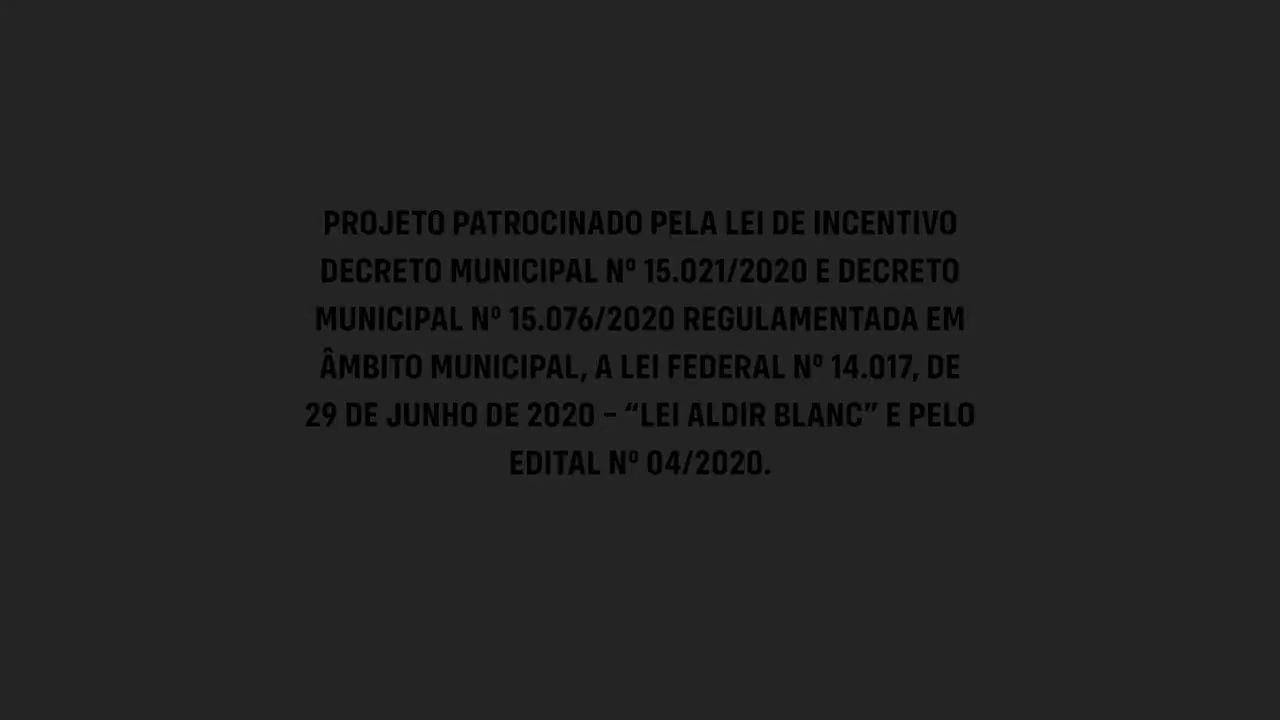 PROJETO PATROCINADO PELA LEI DE INCENTIVO
DECRETO MUNICIPAL Nº 15.021/2020 E DECRETO
MUNICIPAL Nº 15.076/2020 REGULAMENTADA EM
ÂMBITO MUNICIPAL, A LEI FEDERAL Nº 14.017, DE
29 DE JUNHO DE 2020 – “LEI ALDIR BLANC” E PELO
EDITAL Nº 04/2020.